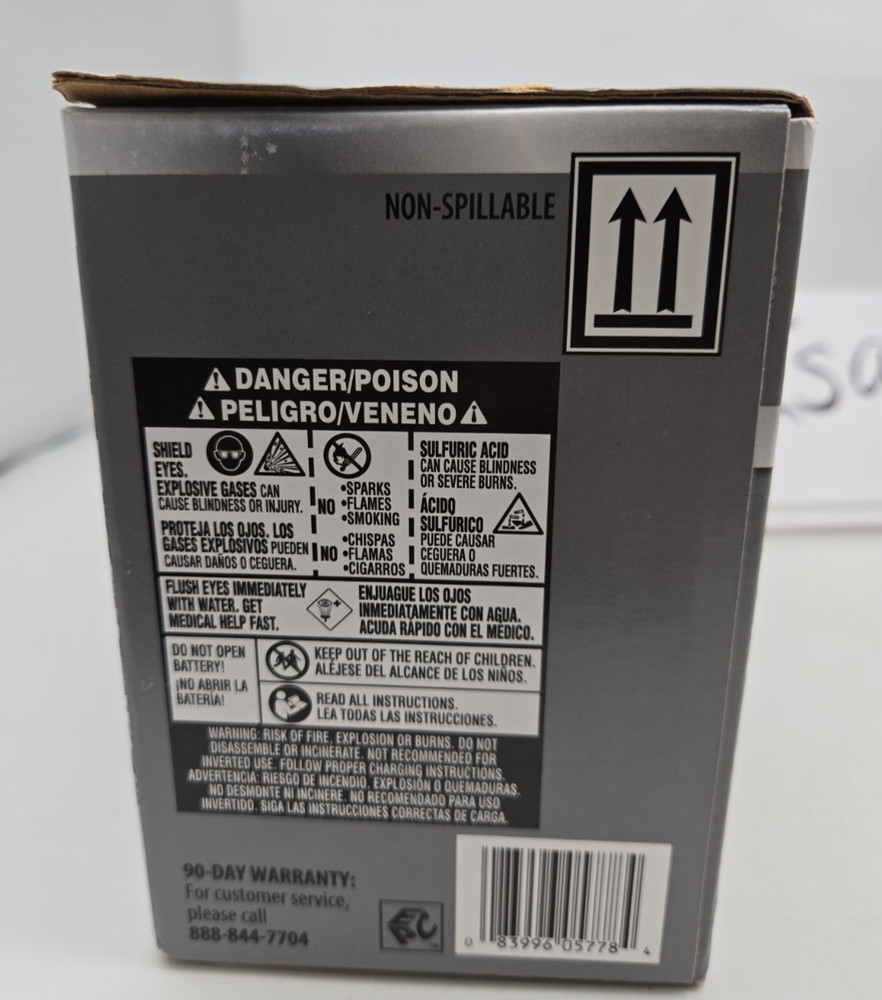 NON-SPILLABLE
DANGER/POISON
PELIGRO/VENENO
SHIELD
EYES.
EXPLOSIVE GASES CAN
CAUSE BLINDNESS OR INJURY.
PROTEJA LOS OJOS. LOS
GASES EXPLOSIVOS PUEDEN
CAUSAR DAÑOS O CEGUERA.
NO
•SPARKS
•FLAMES
•SMOKING
NO
•CHISPAS
•FLAMAS
•CIGARROS
SULFURIC ACID
CAN CAUSE BLINDNESS
OR SEVERE BURNS.
ÁCIDO
SULFURICO
PUEDE CAUSAR
CEGUERA O
QUEMADURAS FUERTES.
FLUSH EYES IMMEDIATELY
WITH WATER. GET
MEDICAL HELP FAST.
ENJUAGUE LOS OJOS
INMEDIATAMENTE CON AGUA.
ACUDA RÁPIDO CON EL MÉDICO.
DO NOT OPEN
BATTERY!
¡NO ABRIR LA
BATERÍA!
KEEP OUT OF THE REACH OF CHILDREN.
ALÉJESE DEL ALCANCE DE LOS NIÑOS.
READ ALL INSTRUCTIONS.
LEA TODAS LAS INSTRUCCIONES.
WARNING: RISK OF FIRE, EXPLOSION OR BURNS. DO NOT
DISASSEMBLE OR INCINERATE. NOT RECOMMENDED FOR
INVERTED USE. FOLLOW PROPER CHARGING INSTRUCTIONS.
ADVERTENCIA: RIESGO DE INCENDIO, EXPLOSIÓN O QUEMADURAS.
NO DESMONTE NI INCINERE. NO RECOMENDADO PARA USO
INVERTIDO. SIGA LAS INSTRUCCIONES CORRECTAS DE CARGA.
90-DAY WARRANTY:
For customer service,
please call
888-844-7704
0 83996 05778 4